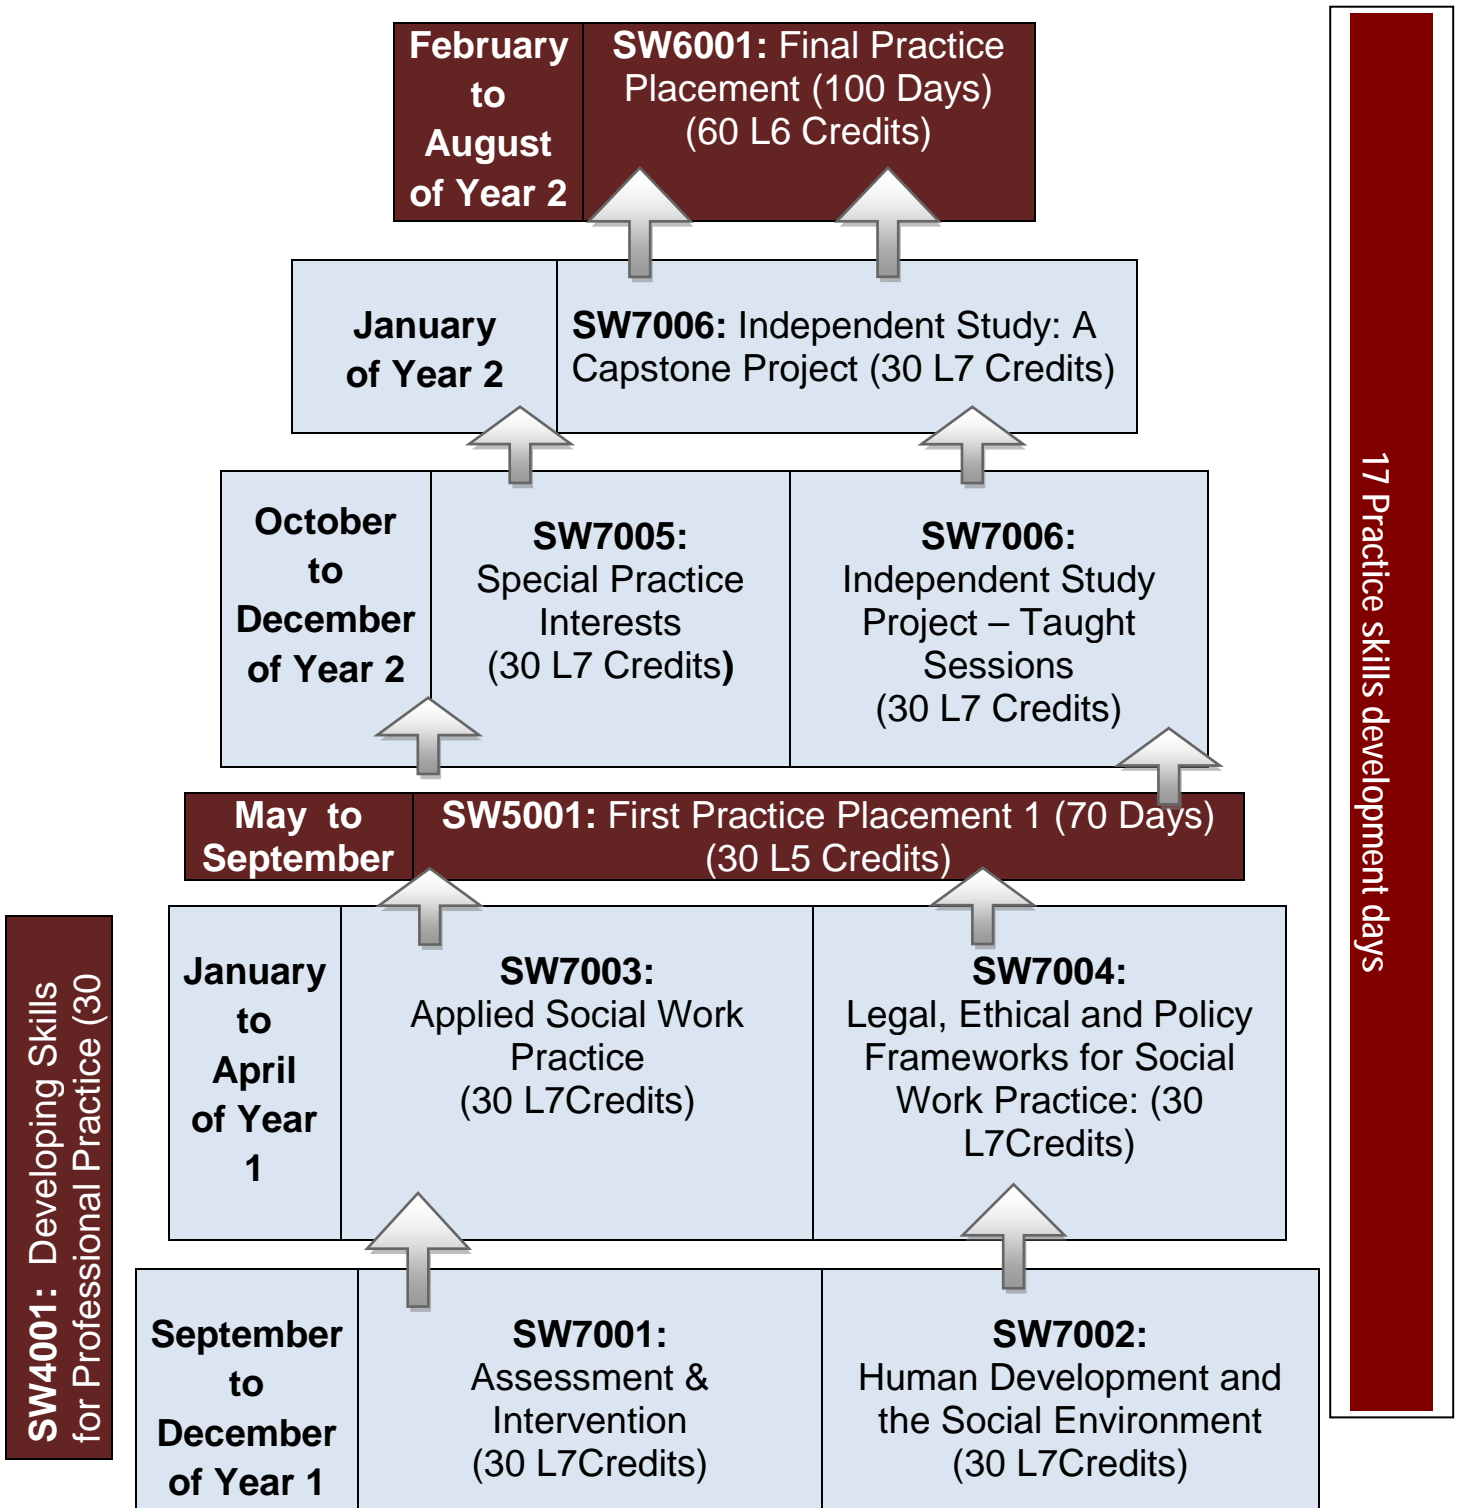 February
to
August
of Year 2
SW6001: Final Practice
Placement (100 Days)
(60 L6 Credits)
January
of Year 2
SW7006: Independent Study: A
Capstone Project (30 L7 Credits)
October
to
December
of Year 2
SW7005:
Special Practice
Interests
(30 L7 Credits)
SW7006:
Independent Study
Project – Taught
Sessions
(30 L7 Credits)
May to
September
SW5001: First Practice Placement 1 (70 Days)
(30 L5 Credits)
January
to
April
of Year
1
SW7003:
Applied Social Work
Practice
(30 L7Credits)
SW7004:
Legal, Ethical and Policy
Frameworks for Social
Work Practice: (30
L7Credits)
September
to
December
of Year 1
SW7001:
Assessment &
Intervention
(30 L7Credits)
SW7002:
Human Development and
the Social Environment
(30 L7Credits)
SW4001: Developing Skills
for Professional Practice (30
17 Practice skills development days